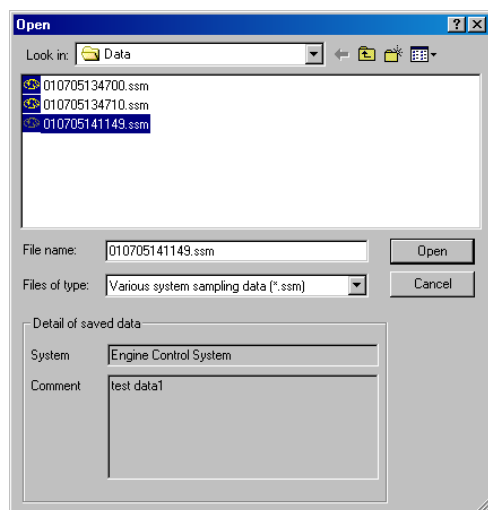 Open
Look in: Data
010705134700.ssm
010705134710.ssm
010705141149.ssm
File name: 010705141149.ssm Open
Files of type: Various system sampling data (*.ssm) Cancel
Detail of saved data
System Engine Control System
Comment test data1